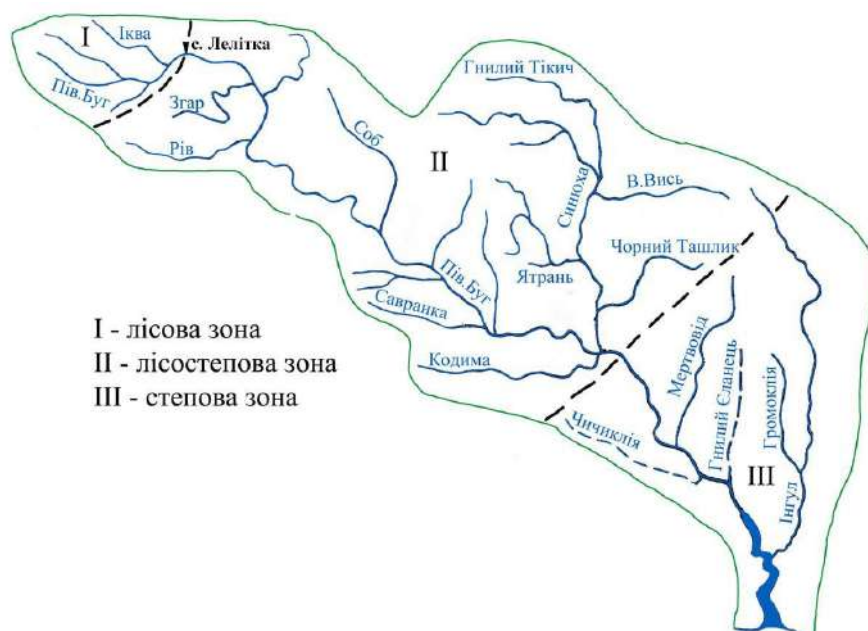 I
Іква
с. Лелітка
Пів.Буг
Згар
Рів
Соб
II
Гнилий Тікич
Синюха
В.Вись
Чорний Ташлик
Ятрань
Пів.Буг
Савранка
Кодима
Мертвовід
Гнилий Єланець
Громоклія
Чичиклія
III
Інгул
I - лісова зона
II - лісостепова зона
III - степова зона